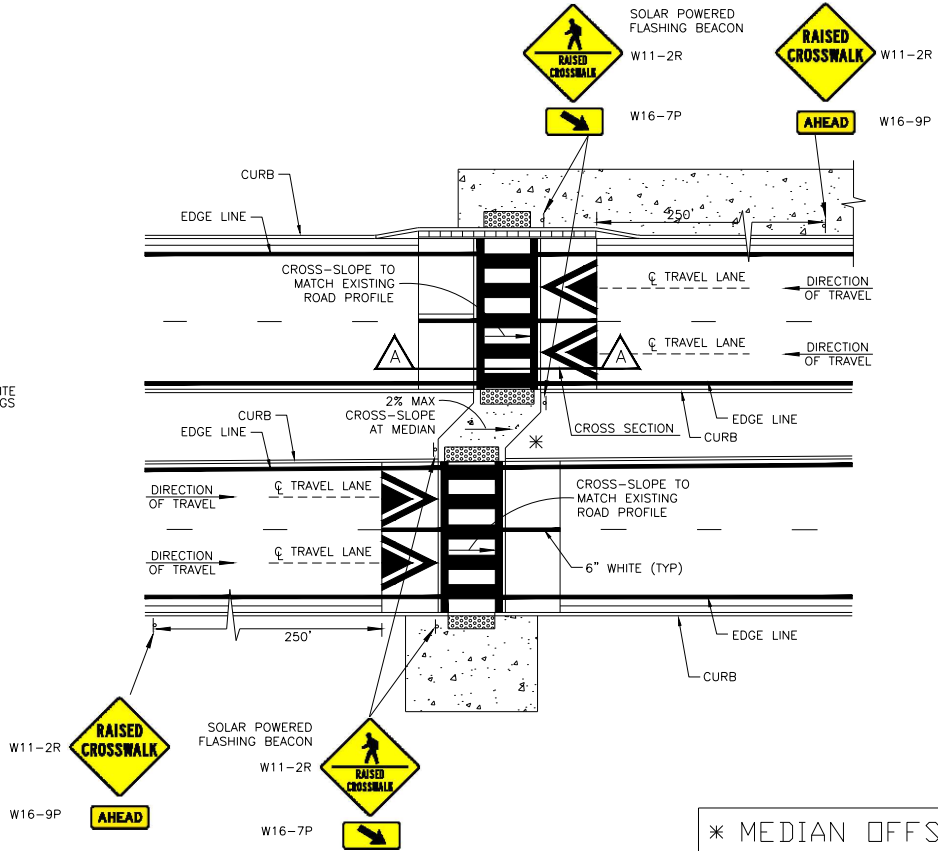 SOLAR POWERED
FLASHING BEACON
W11-2R
RAISED
CROSSWALK
W16-7P
RAISED
CROSSWALK
W11-2R
AHEAD
W16-9P
CURB
EDGE LINE
250'
CROSS-SLOPE TO
MATCH EXISTING
ROAD PROFILE
℄ TRAVEL LANE
DIRECTION
OF TRAVEL
℄ TRAVEL LANE
DIRECTION
OF TRAVEL
A
A
ITE
GS
2% MAX
CROSS-SLOPE
AT MEDIAN
CURB
EDGE LINE
CROSS SECTION
EDGE LINE
CURB
*
DIRECTION
OF TRAVEL
℄ TRAVEL LANE
CROSS-SLOPE TO
MATCH EXISTING
ROAD PROFILE
DIRECTION
OF TRAVEL
℄ TRAVEL LANE
6" WHITE (TYP)
250'
EDGE LINE
CURB
RAISED
CROSSWALK
W11-2R
AHEAD
W16-9P
SOLAR POWERED
FLASHING BEACON
W11-2R
RAISED
CROSSWALK
W16-7P
* MEDIAN OFFS